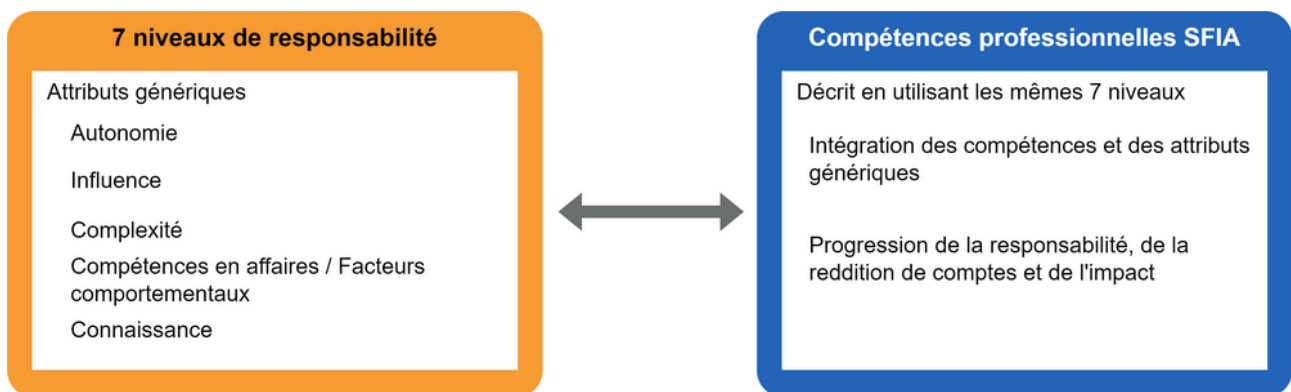 7 niveaux de responsabilité
Attributs génériques
Autonomie
Influence
Complexité
Compétences en affaires / Facteurs
comportementaux
Connaissance
Compétences professionnelles SFIA
Décrit en utilisant les mêmes 7 niveaux
Intégration des compétences et des attributs
génériques
Progression de la responsabilité, de la
reddition de comptes et de l'impact